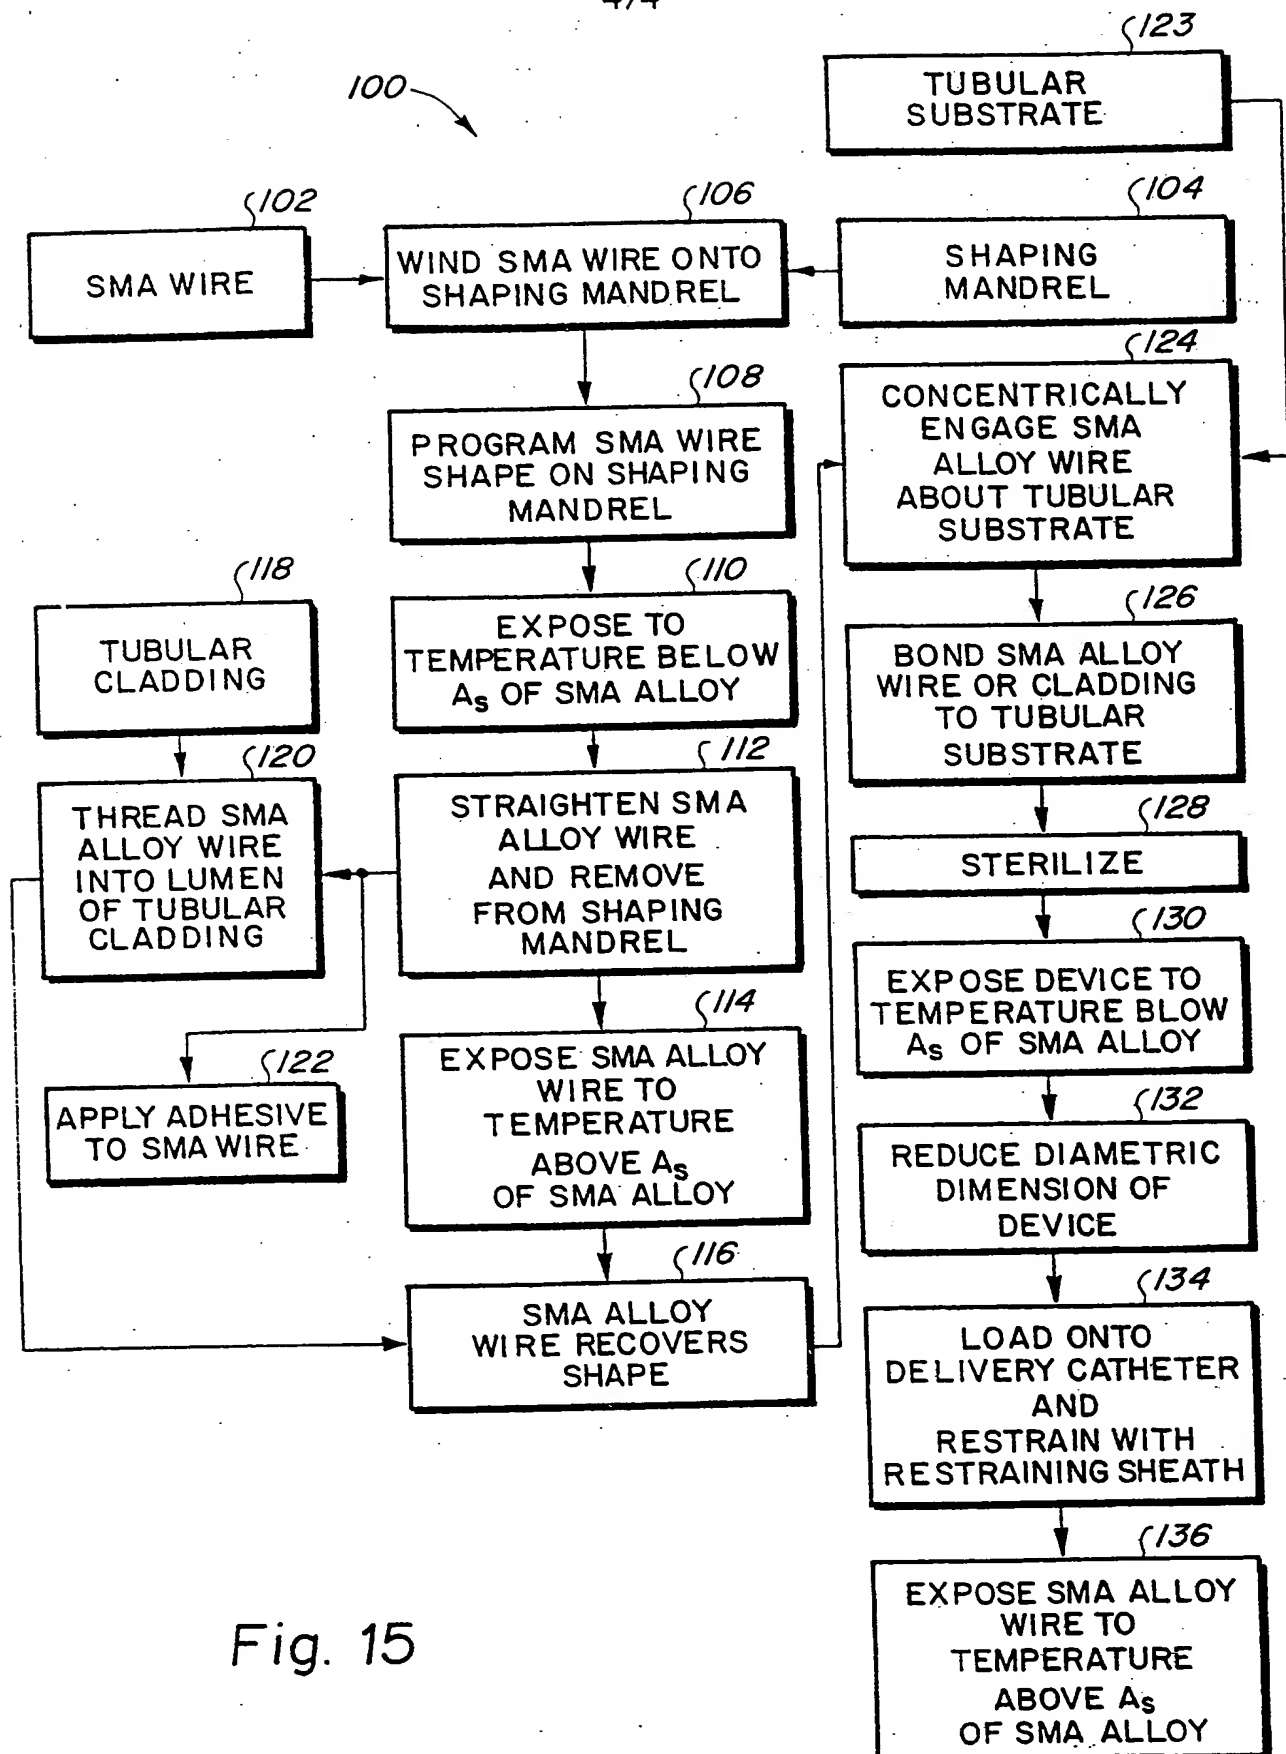 4/4
100
123
TUBULAR
SUBSTRATE
102
SMA WIRE
106
WIND SMA WIRE ONTO
SHAPING MANDREL
104
SHAPING
MANDREL
108
PROGRAM SMA WIRE
SHAPE ON SHAPING
MANDREL
110
EXPOSE TO
TEMPERATURE BELOW
As OF SMA ALLOY
112
STRAIGHTEN SMA
ALLOY WIRE
AND REMOVE
FROM SHAPING
MANDREL
118
TUBULAR
CLADDING
120
THREAD SMA
ALLOY WIRE
INTO LUMEN
OF TUBULAR
CLADDING
122
APPLY ADHESIVE
TO SMA WIRE
114
EXPOSE SMA ALLOY
WIRE TO
TEMPERATURE
ABOVE As
OF SMA ALLOY
116
SMA ALLOY
WIRE RECOVERS
SHAPE
124
CONCENTRICALLY
ENGAGE SMA
ALLOY WIRE
ABOUT TUBULAR
SUBSTRATE
126
BOND SMA ALLOY
WIRE OR CLADDING
TO TUBULAR
SUBSTRATE
128
STERILIZE
130
EXPOSE DEVICE TO
TEMPERATURE BLOW
As OF SMA ALLOY
132
REDUCE DIAMETRIC
DIMENSION OF
DEVICE
134
LOAD ONTO
DELIVERY CATHETER
AND
RESTRAIN WITH
RESTRAINING SHEATH
136
EXPOSE SMA ALLOY
WIRE TO
TEMPERATURE
ABOVE As
OF SMA ALLOY
Fig. 15